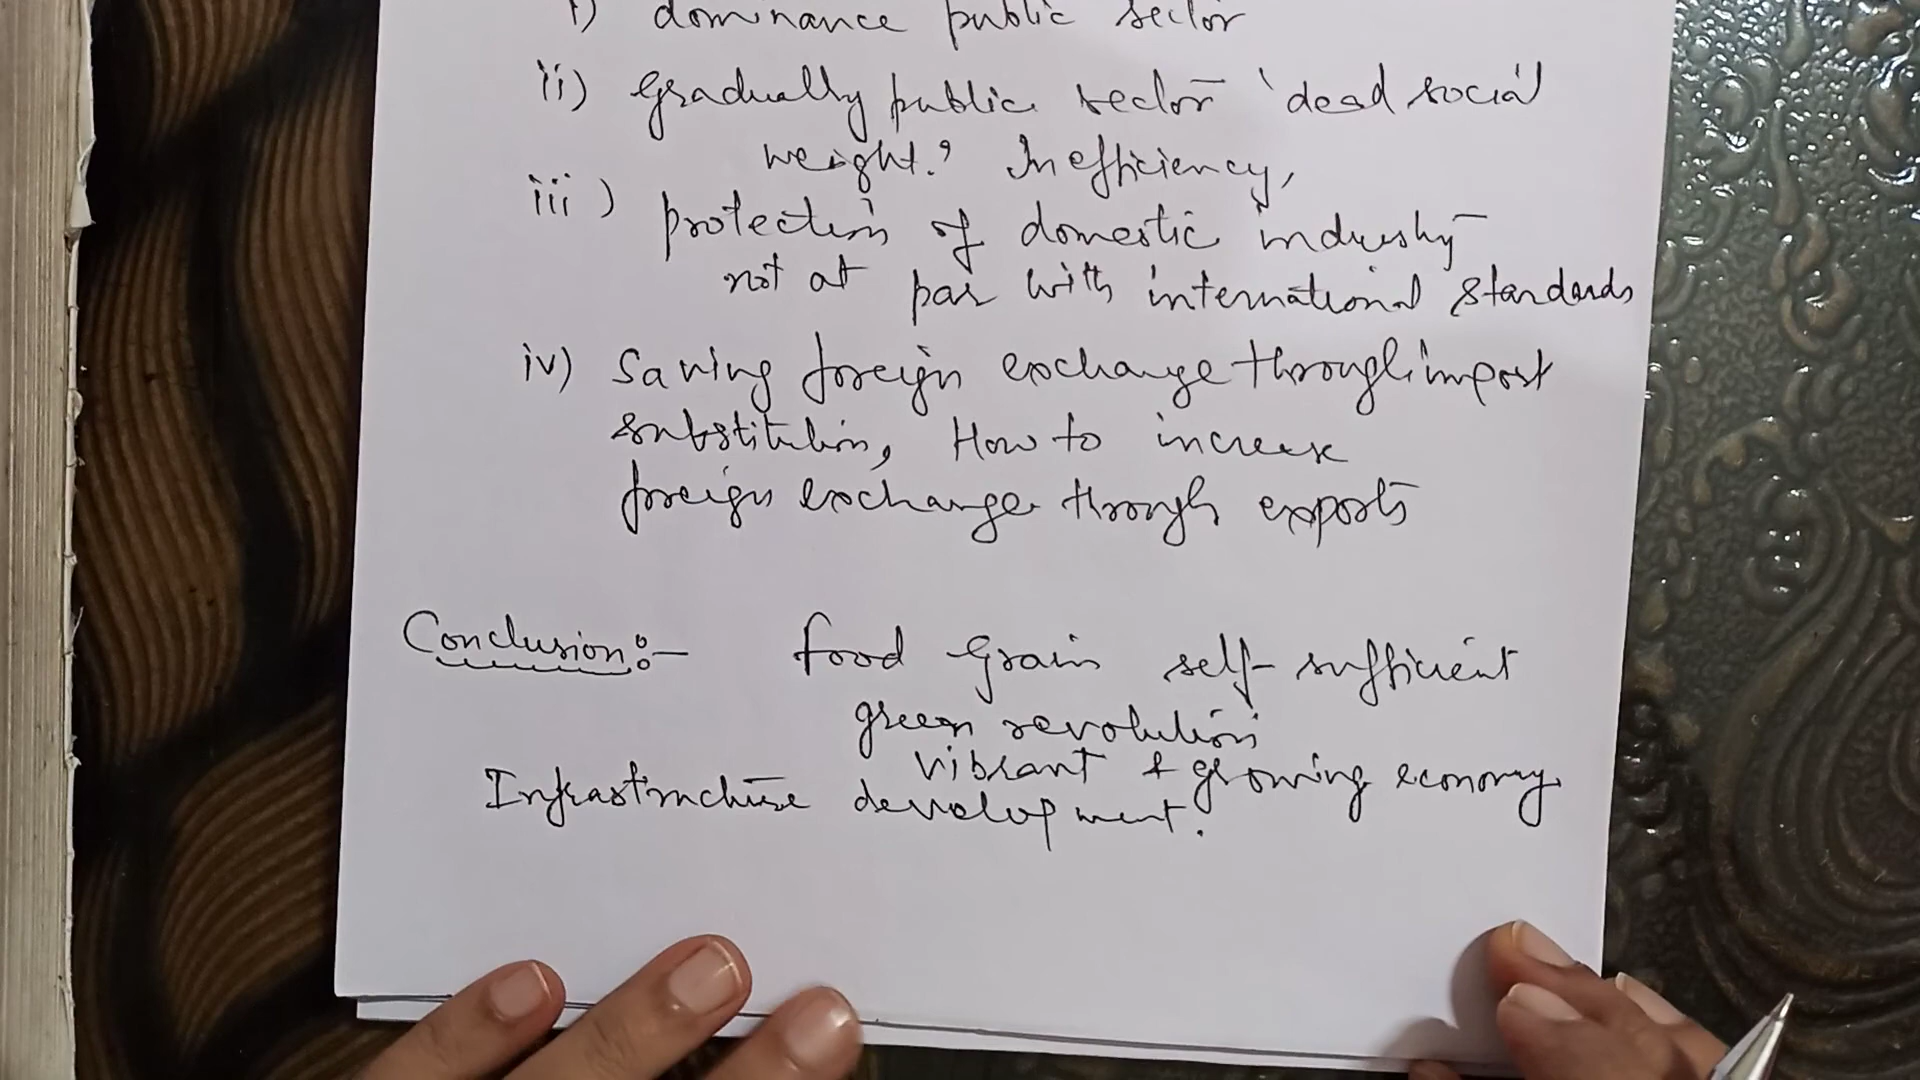 i) dominance public sector
ii) gradually public sector 'dead social
weight.' Inefficiency,
iii) protection of domestic industry
not at par with international standards
iv) Saving foreign exchange through import
substitution, How to increase
foreign exchange through exports
Conclusion:- food grain self-sufficient
green revolution
vibrant & growing economy
Infrastructure development.